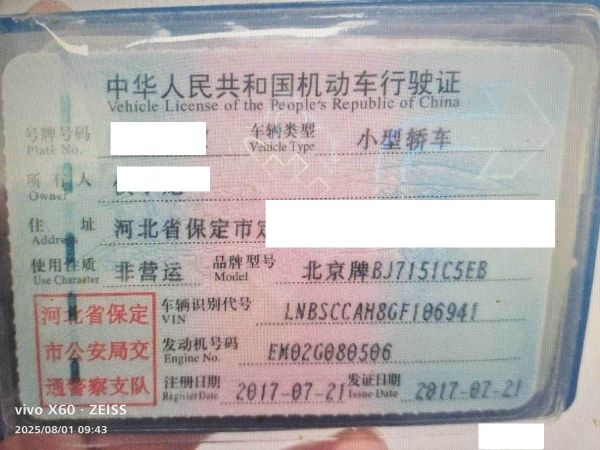 中华人民共和国机动车行驶证
Vehicle License of the People's Republic of China
号牌号码 车辆类型 小型轿车
Plate No. Vehicle Type
所有人
Owner
住址 河北省保定市定
Address
使用性质 非营运 品牌型号 北京牌BJ7151C5EB
Use Character Model
河北省保定 车辆识别代号 LNBSCCAH8GF106941
VIN
市公安局交 发动机号码 EM02G080506
Engine No.
通警察支队 注册日期 2017-07-21 发证日期 2017-07-21
Register Date Issue Date
vivo X60 · ZEISS
2025/08/01 09:43